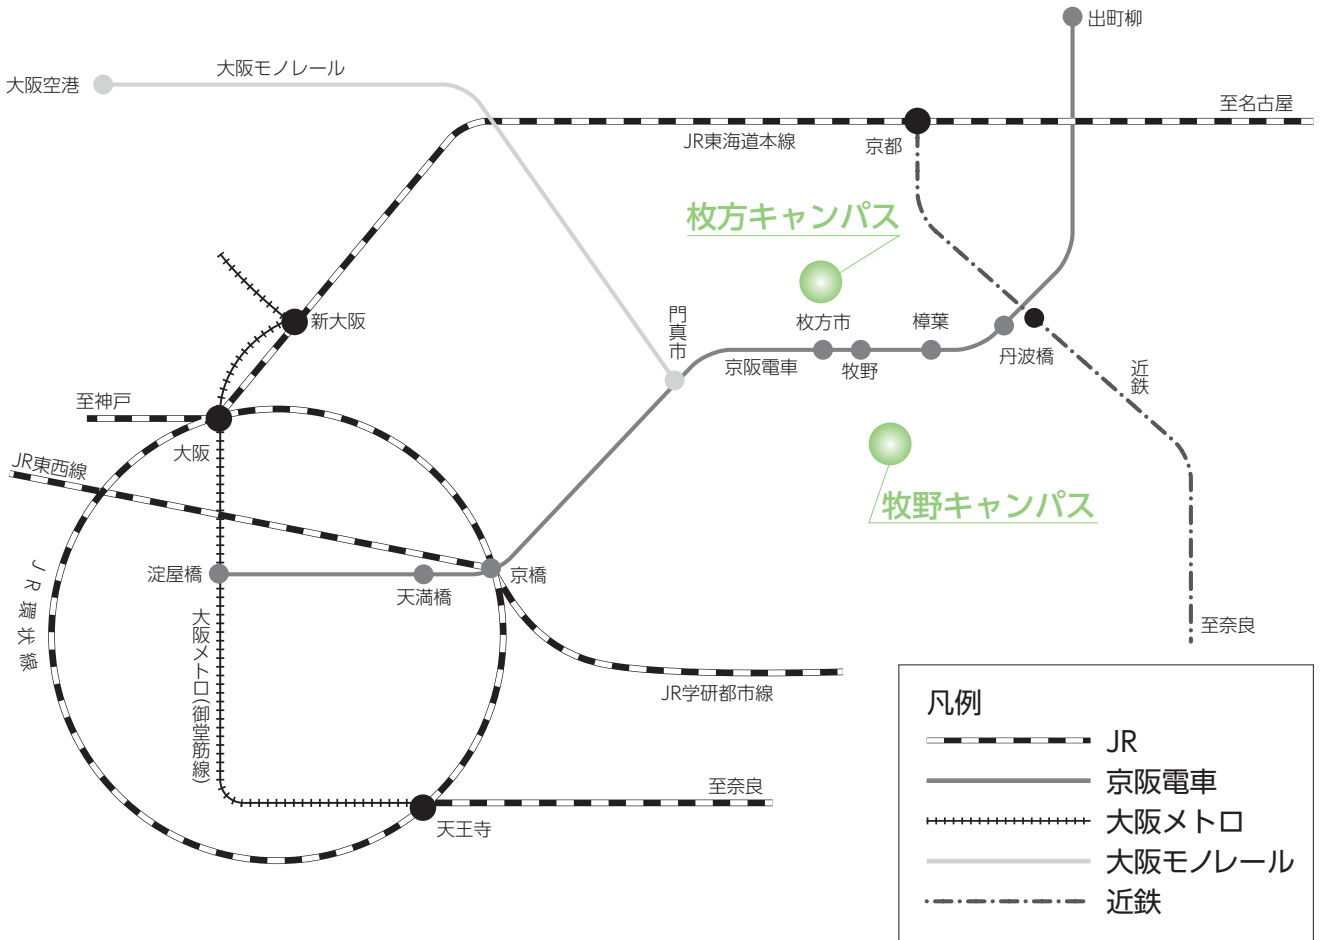 出町柳
大阪モノレール
大阪空港
至名古屋
JR東海道本線
京都
枚方キャンパス
新大阪
門真市
枚方市
樟葉
京阪電車
牧野
丹波橋
近鉄
至神戸
大阪
JR東西線
牧野キャンパス
淀屋橋
京橋
天満橋
JR環状線
大阪メトロ(御堂筋線)
至奈良
JR学研都市線
至奈良
天王寺
凡例
JR
京阪電車
大阪メトロ
大阪モノレール
近鉄